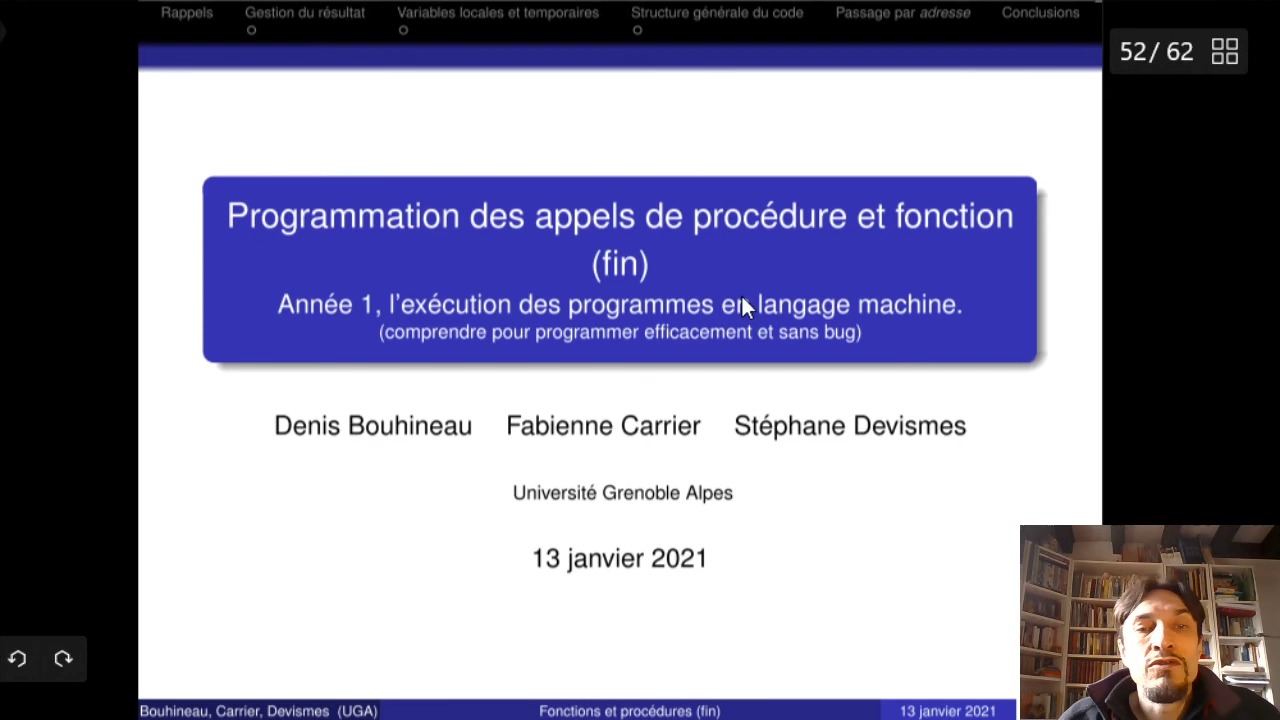 Rappels Gestion du résultat Variables locales et temporaires Structure générale du code Passage par adresse Conclusions
52/ 62
Programmation des appels de procédure et fonction
(fin)
Année 1, l'exécution des programmes en langage machine.
(comprendre pour programmer efficacement et sans bug)
Denis Bouhineau Fabienne Carrier Stéphane Devismes
Université Grenoble Alpes
13 janvier 2021
Bouhineau, Carrier, Devismes (UGA) Fonctions et procédures (fin) 13 janvier 2021